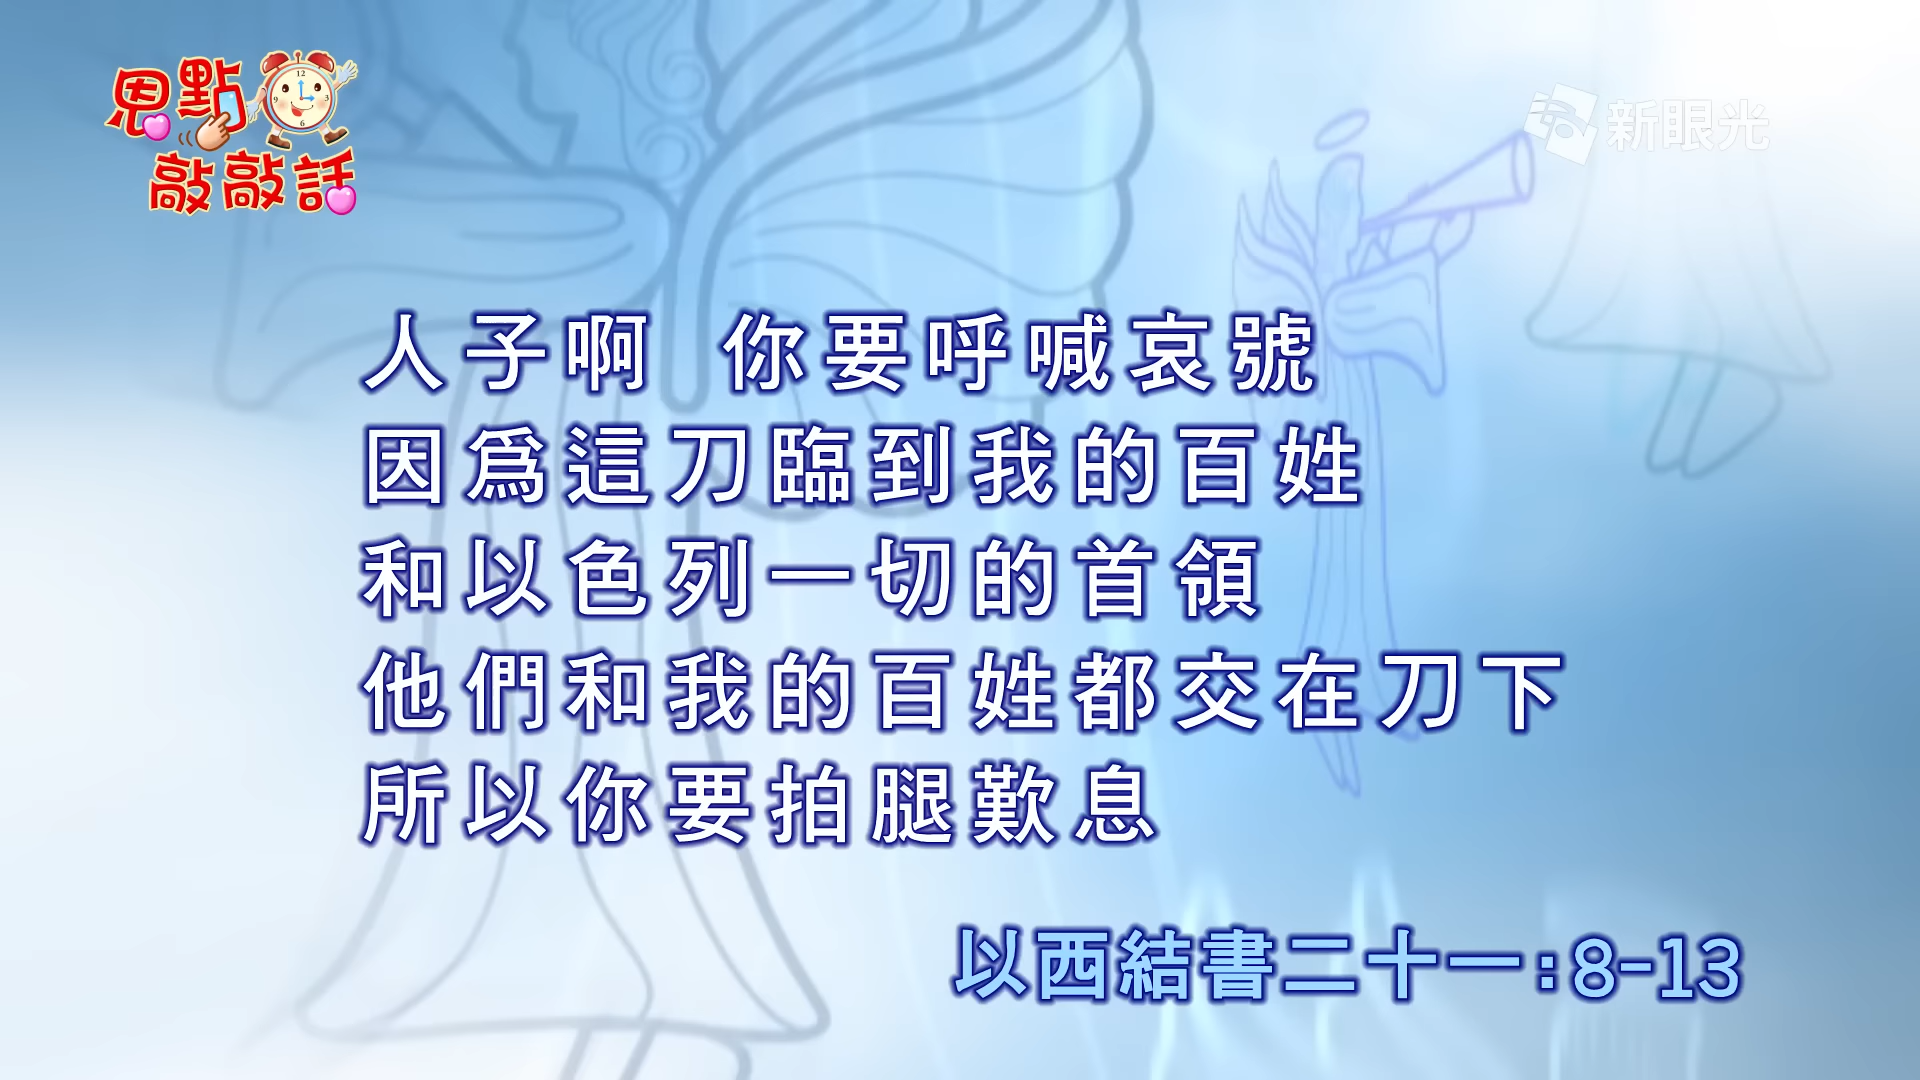 恩點
敲敲話
新眼光
人子啊 你要呼喊哀號
因為這刀臨到我的百姓
和以色列一切的首領
他們和我的百姓都交在刀下
所以你要拍腿歎息
以西結書二十一:8-13